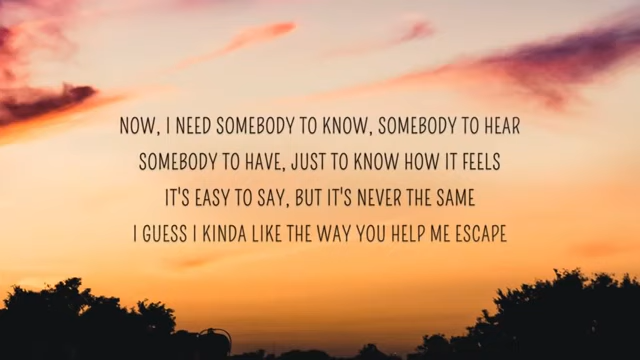 NOW, I NEED SOMEBODY TO KNOW, SOMEBODY TO HEAR
SOMEBODY TO HAVE, JUST TO KNOW HOW IT FEELS
IT'S EASY TO SAY, BUT IT'S NEVER THE SAME
I GUESS I KINDA LIKE THE WAY YOU HELP ME ESCAPE